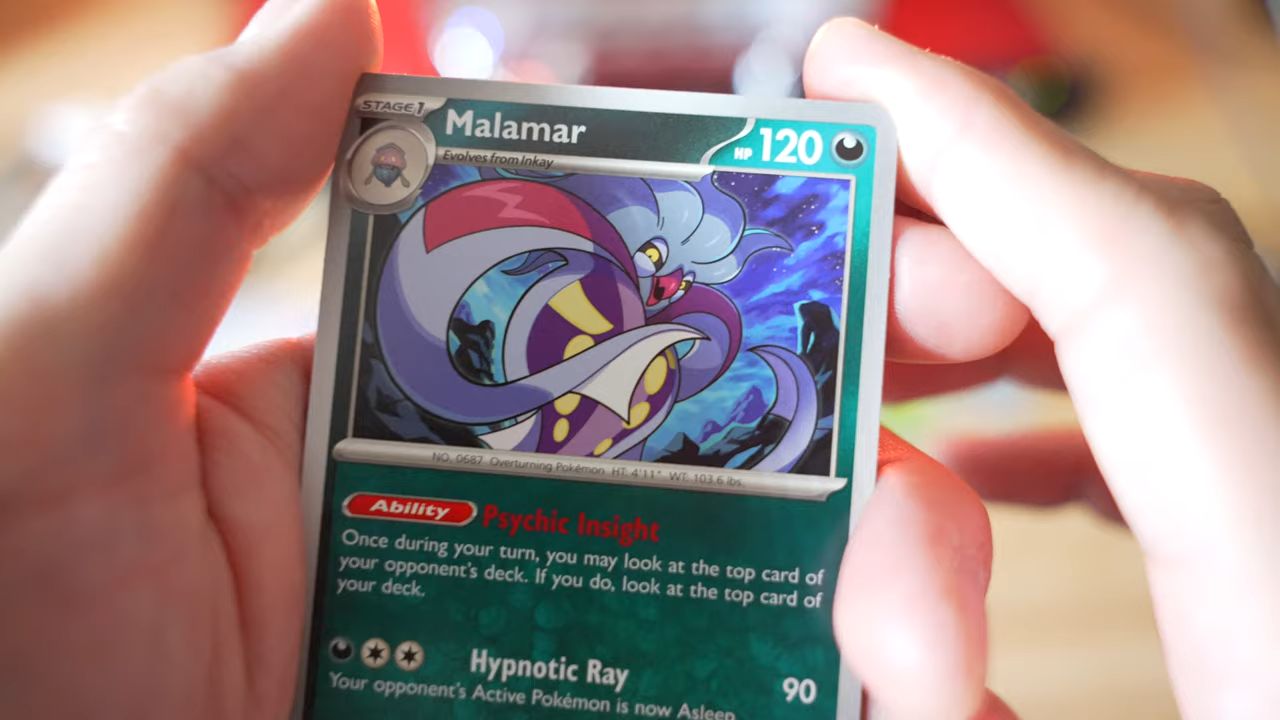 STAGE 1
Malamar
HP 120
Evolves from Inkay
NO. 0687 Overturning Pokémon HT: 4'11" WT: 103.6 lbs.
Ability Psychic Insight
Once during your turn, you may look at the top card of
your opponent's deck. If you do, look at the top card of
your deck.
Hypnotic Ray 90
Your opponent's Active Pokémon is now Asleep